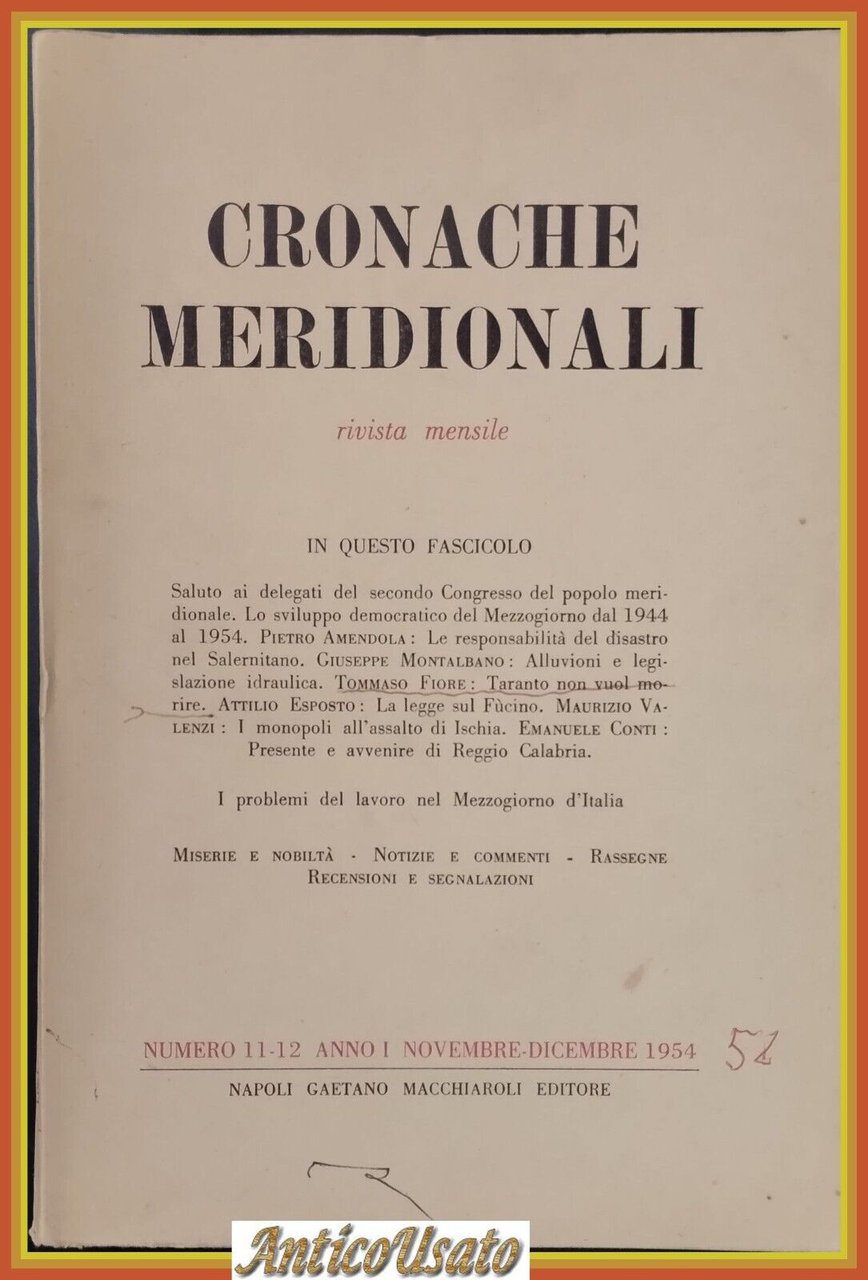 CRONACHE
MERIDIONALI
rivista mensile
IN QUESTO FASCICOLO
Saluto ai delegati del secondo Congresso del popolo meri-
dionale. Lo sviluppo democratico del Mezzogiorno dal 1944
al 1954. PIETRO AMENDOLA: Le responsabilità del disastro
nel Salernitano. GIUSEPPE MONTALBANO: Alluvioni e legi-
slazione idraulica. TOMMASO FIORE: Taranto non vuol mo-
rire. ATTILIO ESPOSTO: La legge sul Fùcino. MAURIZIO VA-
LENZI: I monopoli all'assalto di Ischia. EMANUELE CONTI:
Presente e avvenire di Reggio Calabria.
I problemi del lavoro nel Mezzogiorno d'Italia
MISERIE E NOBILTÀ - NOTIZIE E COMMENTI - RASSEGNE
RECENSIONI E SEGNALAZIONI
NUMERO 11-12 ANNO I NOVEMBRE-DICEMBRE 1954
NAPOLI GAETANO MACCHIAROLI EDITORE
AnticoUsato